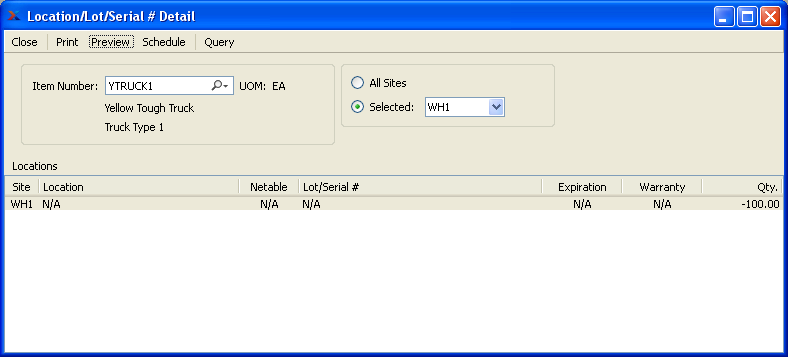 Location/Lot/Serial # Detail
Close Print Preview Schedule Query
Item Number: YTRUCK1 UOM: EA
Yellow Tough Truck
Truck Type 1
All Sites
Selected: WH1
Locations
Site Location Netable Lot/Serial # Expiration Warranty Qty.
WH1 N/A N/A N/A N/A N/A -100.00